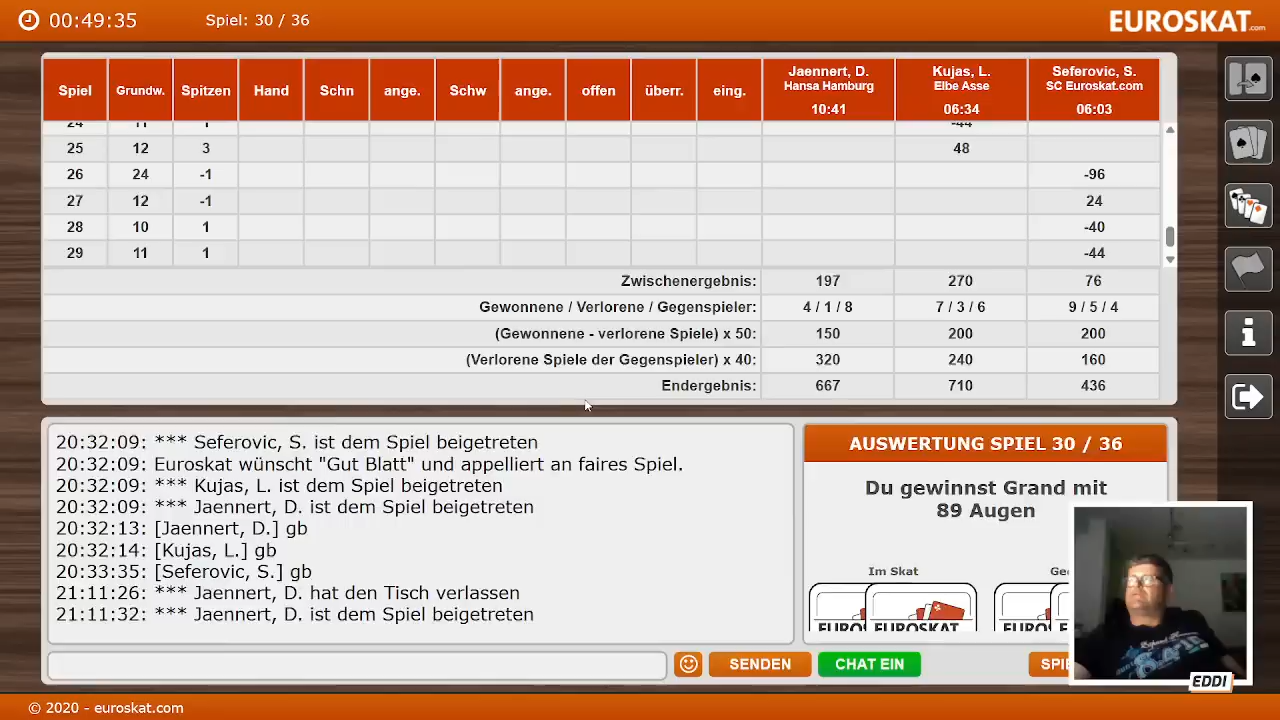 00:49:35
Spiel: 30 / 36
EUROSKAT.com
Spiel Grundw. Spitzen Hand Schn ange. Schw ange. offen überr. eing. Jaennert, D. Hansa Hamburg 10:41 Kujas, L. Elbe Asse 06:34 Seferovic, S. SC Euroskat.com 06:03
24 11 1 -44
25 12 3 48
26 24 -1 -96
27 12 -1 24
28 10 1 -40
29 11 1 -44
Zwischenergebnis: 197 270 76
Gewonnene / Verlorene / Gegenspieler: 4 / 1 / 8 7 / 3 / 6 9 / 5 / 4
(Gewonnene - verlorene Spiele) x 50: 150 200 200
(Verlorene Spiele der Gegenspieler) x 40: 320 240 160
Endergebnis: 667 710 436
20:32:09: *** Seferovic, S. ist dem Spiel beigetreten
20:32:09: Euroskat wünscht "Gut Blatt" und appelliert an faires Spiel.
20:32:09: *** Kujas, L. ist dem Spiel beigetreten
20:32:09: *** Jaennert, D. ist dem Spiel beigetreten
20:32:13: [Jaennert, D.] gb
20:32:14: [Kujas, L.] gb
20:33:35: [Seferovic, S.] gb
21:11:26: *** Jaennert, D. hat den Tisch verlassen
21:11:32: *** Jaennert, D. ist dem Spiel beigetreten
AUSWERTUNG SPIEL 30 / 36
Du gewinnst Grand mit
89 Augen
Im Skat
EUROSKAT
SENDEN
CHAT EIN
EDDI
© 2020 - euroskat.com